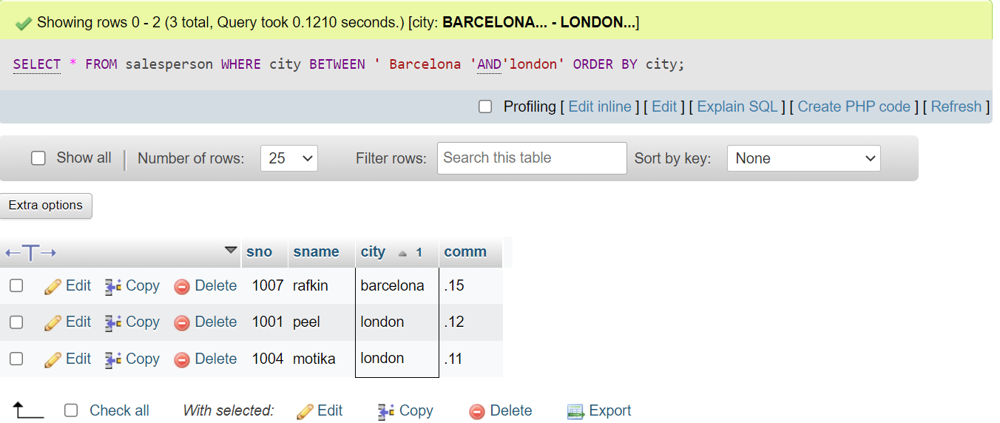 Showing rows 0 - 2 (3 total, Query took 0.1210 seconds.) [city: BARCELONA... - LONDON...]
SELECT * FROM salesperson WHERE city BETWEEN ' Barcelona 'AND'london' ORDER BY city;
Profiling [ Edit inline ] [ Edit ] [ Explain SQL ] [ Create PHP code ] [ Refresh ]
Show all | Number of rows: 25 Filter rows: Search this table Sort by key: None
Extra options
←T→ sno sname city 1 comm
Edit Copy Delete 1007 rafkin barcelona .15
Edit Copy Delete 1001 peel london .12
Edit Copy Delete 1004 motika london .11
Check all With selected: Edit Copy Delete Export